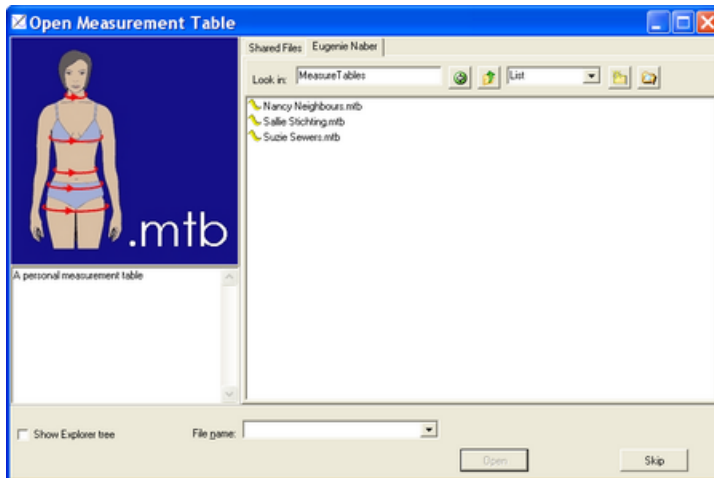 Open Measurement Table
Shared Files Eugenie Naber
Look in: MeasureTables List
Nancy Neighbours.mtb
Sallie Stichting.mtb
Suzie Sewers.mtb
.mtb
A personal measurement table
Show Explorer tree File name:
Open Skip